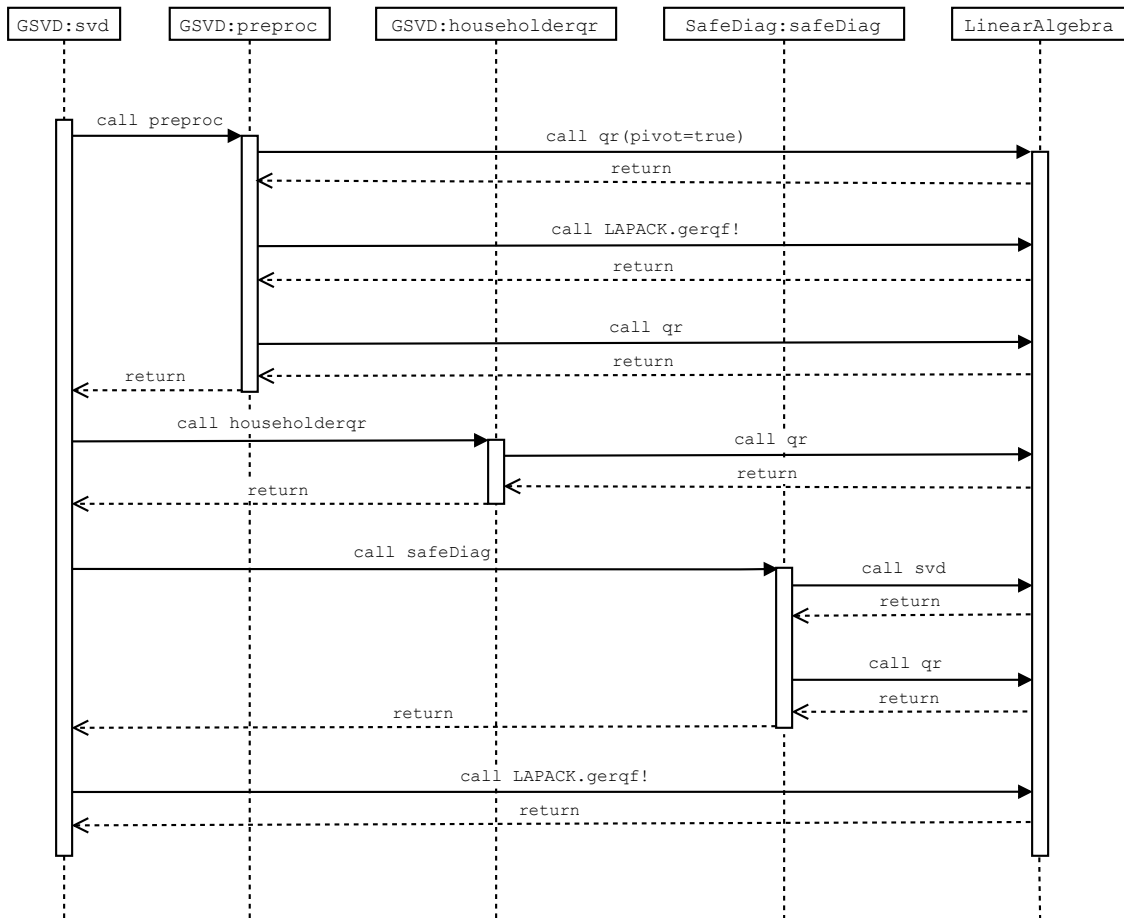 GSVD:svd
GSVD:preproc
GSVD:householderqr
SafeDiag:safeDiag
LinearAlgebra
call preproc
call qr(pivot=true)
return
call LAPACK.gerqf!
return
call qr
return
return
call householderqr
call qr
return
return
call safeDiag
call svd
return
call qr
return
return
call LAPACK.gerqf!
return